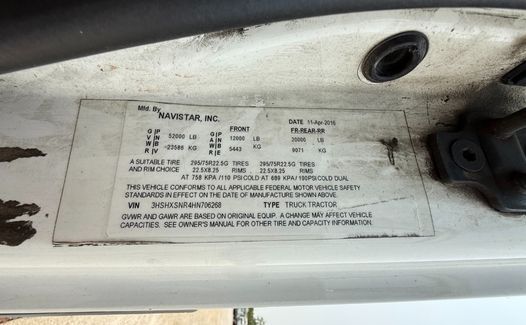 Mfd. By
NAVISTAR, INC. DATE 11-Apr-2016
G G FRONT G G FR-REAR-RR
V V 52000 LB A A 12000 LB 20000 LB
W W ~23586 KG W W 5443 KG 9071 KG
R R R R
A SUITABLE TIRE 295/75R22.5G TIRES 295/75R22.5G TIRES
AND RIM CHOICE 22.5X8.25 RIMS 22.5X8.25 RIMS
AT 758 KPA /110 PSI COLD AT 689 KPA/100 PSI COLD DUAL
THIS VEHICLE CONFORMS TO ALL APPLICABLE FEDERAL MOTOR VEHICLE SAFETY
STANDARDS IN EFFECT ON THE DATE OF MANUFACTURE SHOWN ABOVE.
VIN 3HSHXSNR4HN706268 TYPE TRUCK TRACTOR
GVWR AND GAWR ARE BASED ON ORIGINAL EQUIP. A CHANGE MAY AFFECT VEHICLE
CAPACITIES. SEE OWNER'S MANUAL FOR OTHER TIRE AND CAPACITY INFORMATION.